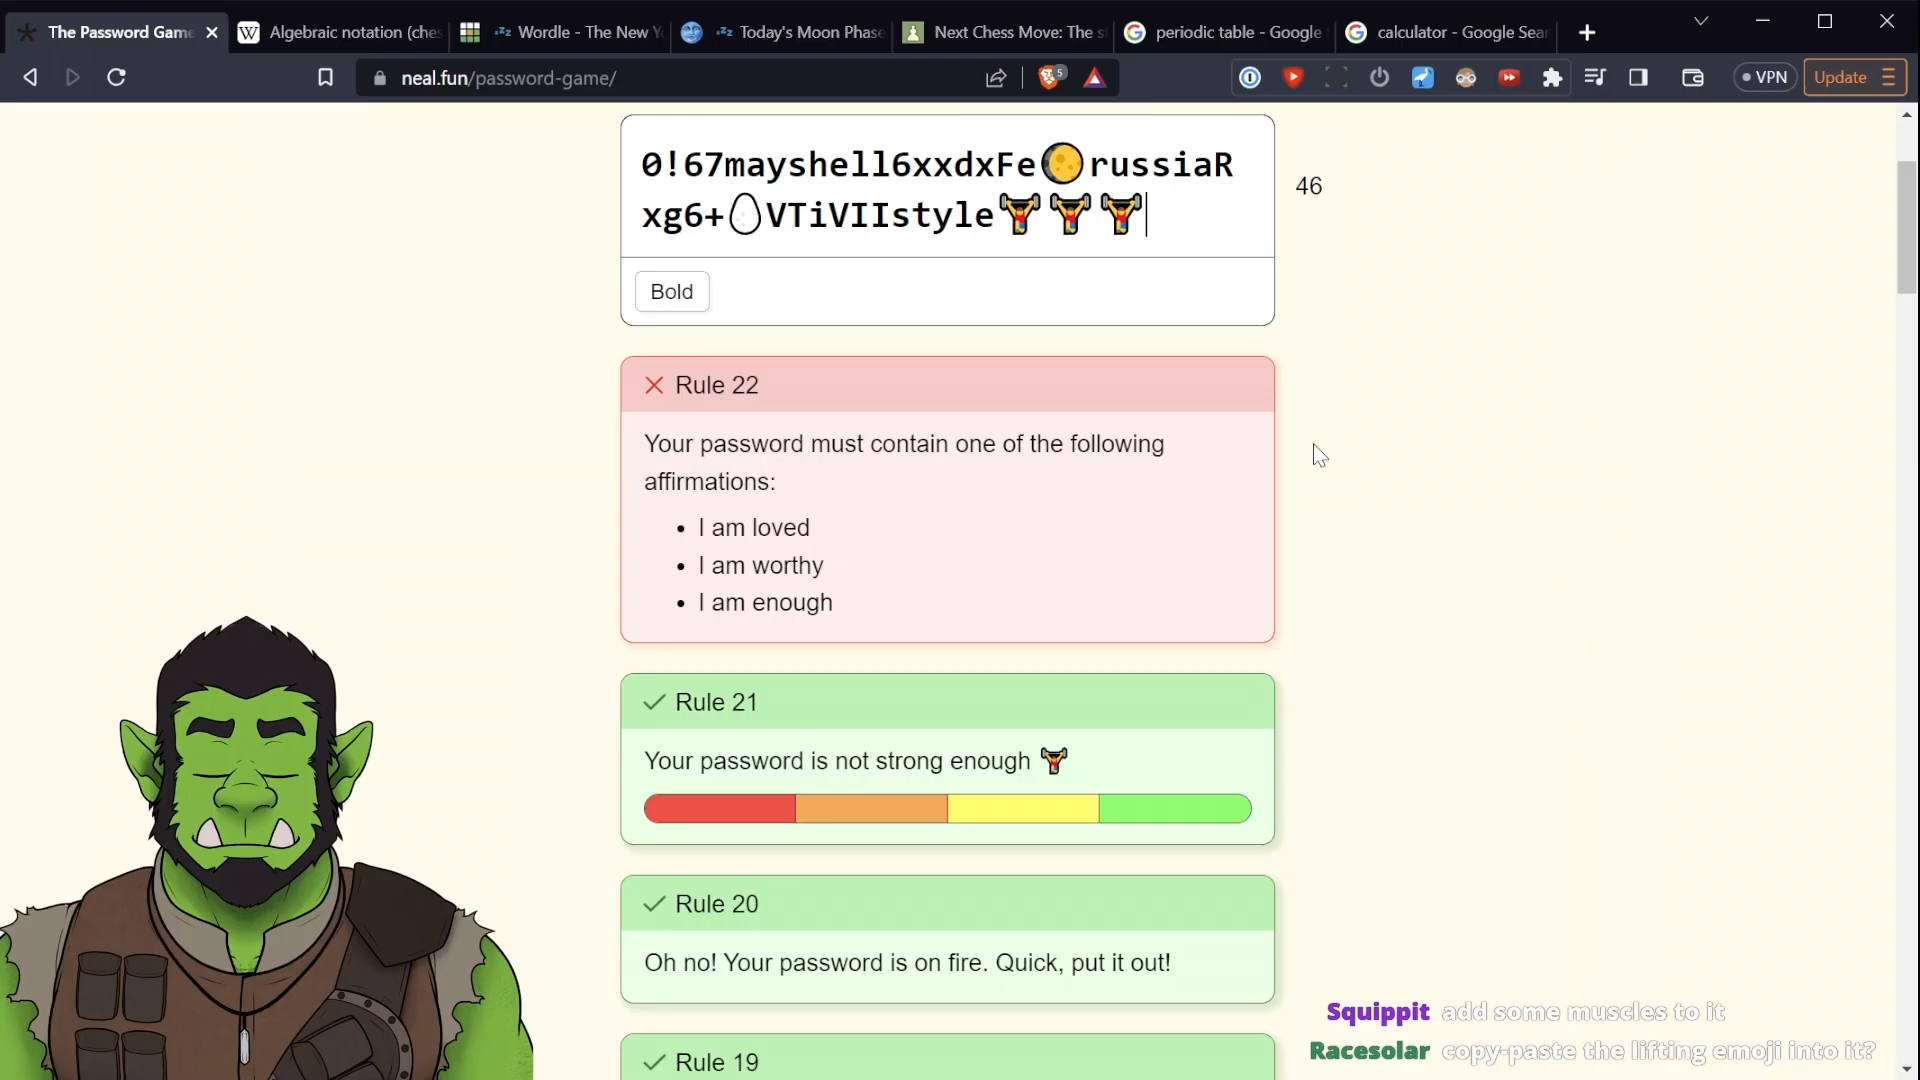 The Password Game
Algebraic notation (ches
Wordle - The New Y
Today's Moon Phase
Next Chess Move: The s
periodic table - Google
calculator - Google Sear
neal.fun/password-game/
5
VPN
Update
0!67mayshell6xxdxFe🌖russiaR
xg6+🥚VTiVIIstyle🏋️🏋️🏋️
46
Bold
Rule 22
Your password must contain one of the following
affirmations:
• I am loved
• I am worthy
• I am enough
Rule 21
Your password is not strong enough 🏋️
Rule 20
Oh no! Your password is on fire. Quick, put it out!
Rule 19
Squippit add some muscles to it
Racesolar copy-paste the lifting emoji into it?